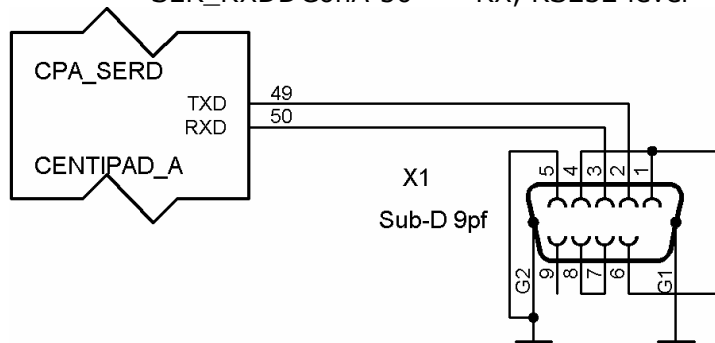 CPA_SERD
TXD 49
RXD 50
CENTIPAD_A
X1
Sub-D 9pf
5 4 3 2 1
9 8 7 6
G2 G1